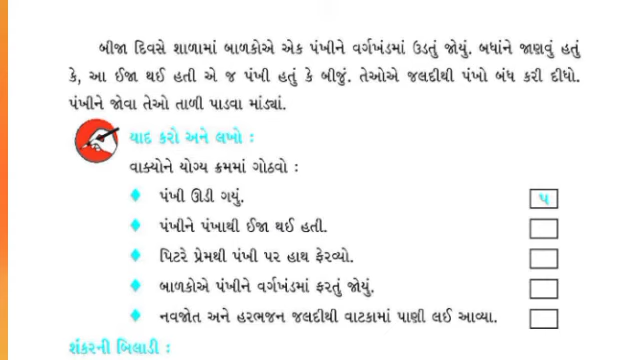 બીજા દિવસે શાળામાં બાળકોએ એક પંખીને વર્ગખંડમાં ઉડતું જોયું. બધાંને જાણવું હતું
કે, આ ઈજા થઈ હતી એ જ પંખી હતું કે બીજું. તેઓએ જલદીથી પંખો બંધ કરી દીધો.
પંખીને જોવા તેઓ તાળી પાડવા માંડ્યાં.
યાદ કરો અને લખો :
વાક્યોને યોગ્ય ક્રમમાં ગોઠવો :
♦ પંખી ઊડી ગયું. ૫
♦ પંખીને પંખાથી ઈજા થઈ હતી.
♦ પિટરે પ્રેમથી પંખી પર હાથ ફેરવ્યો.
♦ બાળકોએ પંખીને વર્ગખંડમાં ફરતું જોયું.
♦ નવજોત અને હરભજન જલદીથી વાટકામાં પાણી લઈ આવ્યા.
શંકરની બિલાડી :